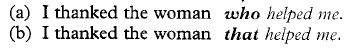 (a) I thanked the woman who helped me.
(b) I thanked the woman that helped me.